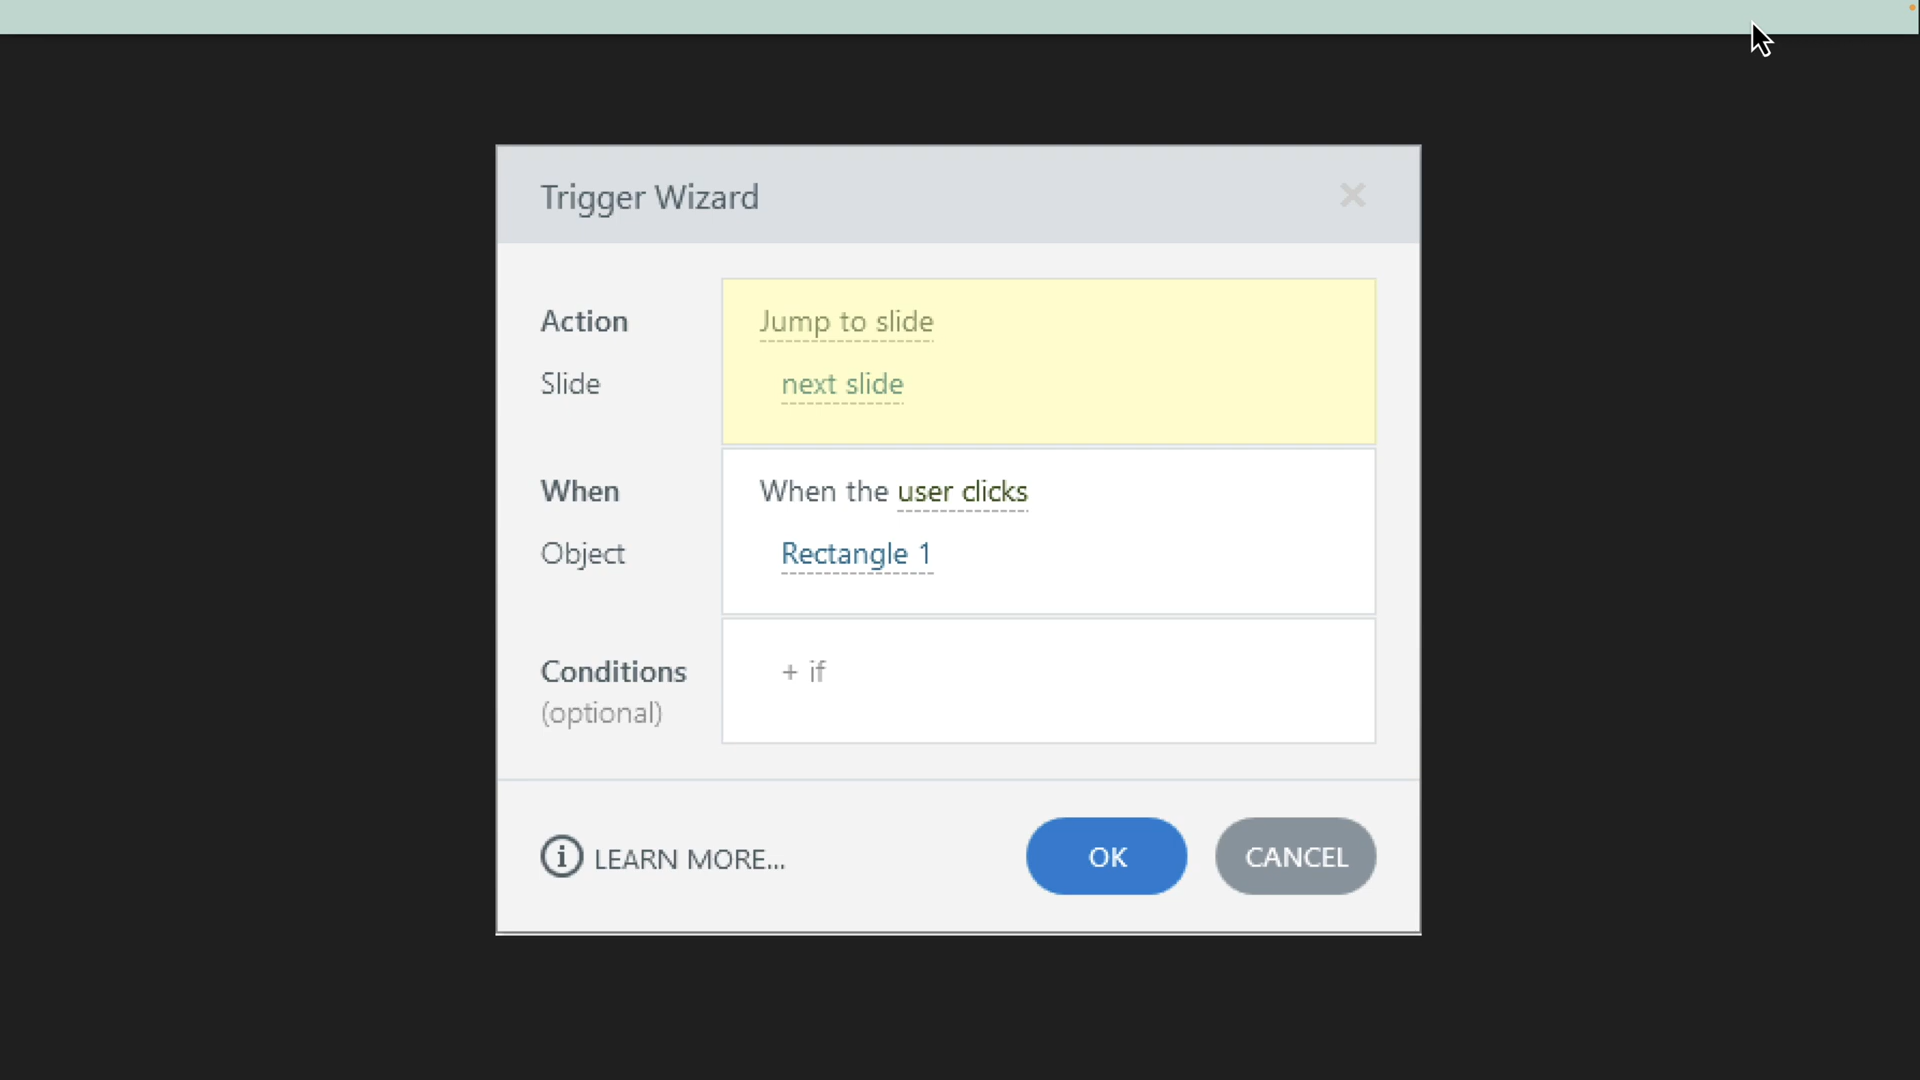 Trigger Wizard
Action
Jump to slide
Slide
next slide
When
When the user clicks
Object
Rectangle 1
Conditions
(optional)
+ if
LEARN MORE...
OK
CANCEL